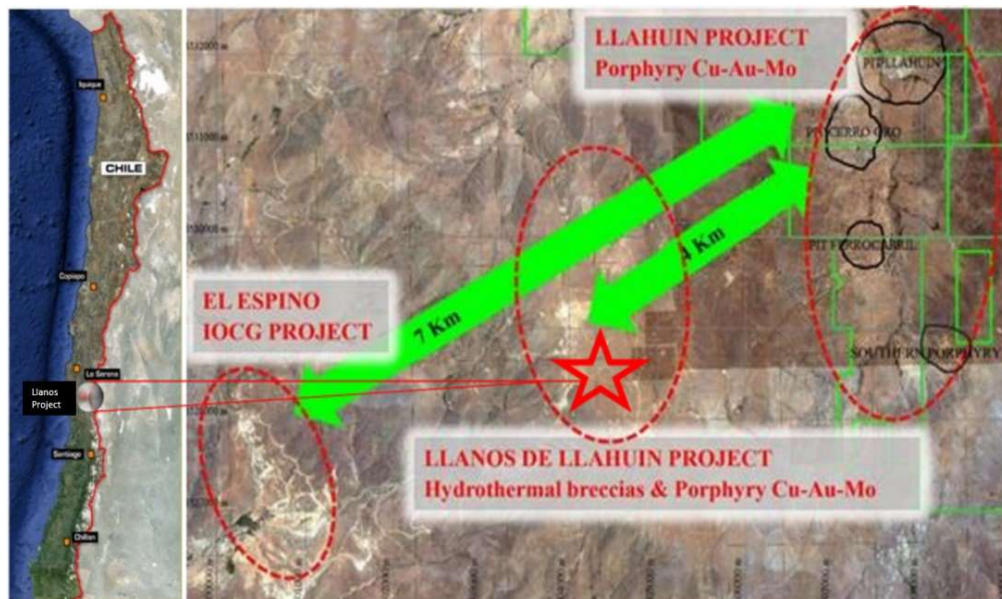 Iquique
CHILE
Copiapo
La Serena
Llanos
Project
Santiago
Chillan
LLAHUIN PROJECT
Porphyry Cu-Au-Mo
PIT LLAHUIN
PIT CERRO ORO
PIT FERROCARRIL
SOUTHERN PORPHYRY
4 Km
7 Km
EL ESPINO
IOCG PROJECT
LLANOS DE LLAHUIN PROJECT
Hydrothermal breccias & Porphyry Cu-Au-Mo